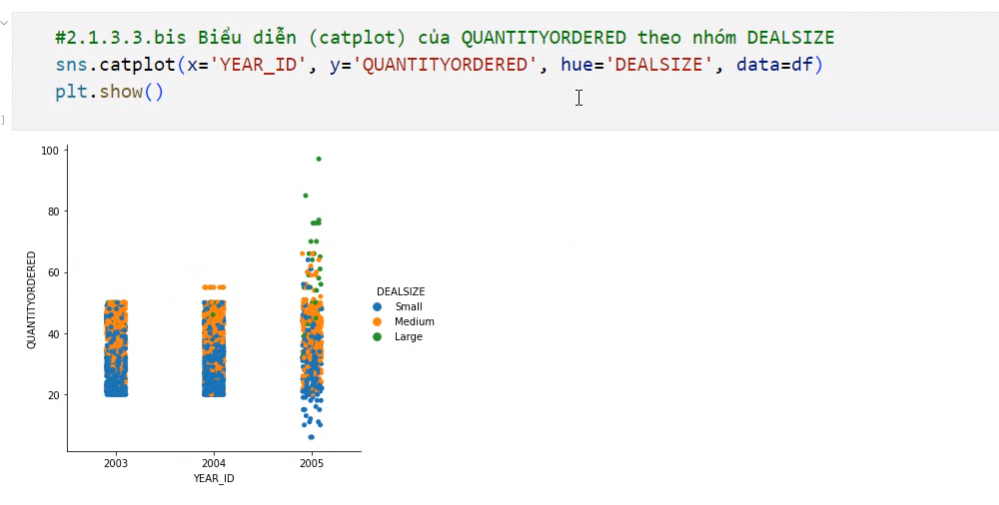 #2.1.3.3.bis Biểu diễn (catplot) của QUANTITYORDERED theo nhóm DEALSIZE
sns.catplot(x='YEAR_ID', y='QUANTITYORDERED', hue='DEALSIZE', data=df)
plt.show()
]
100
80
60
40
20
QUANTITYORDERED
2003
2004
2005
YEAR_ID
DEALSIZE
Small
Medium
Large